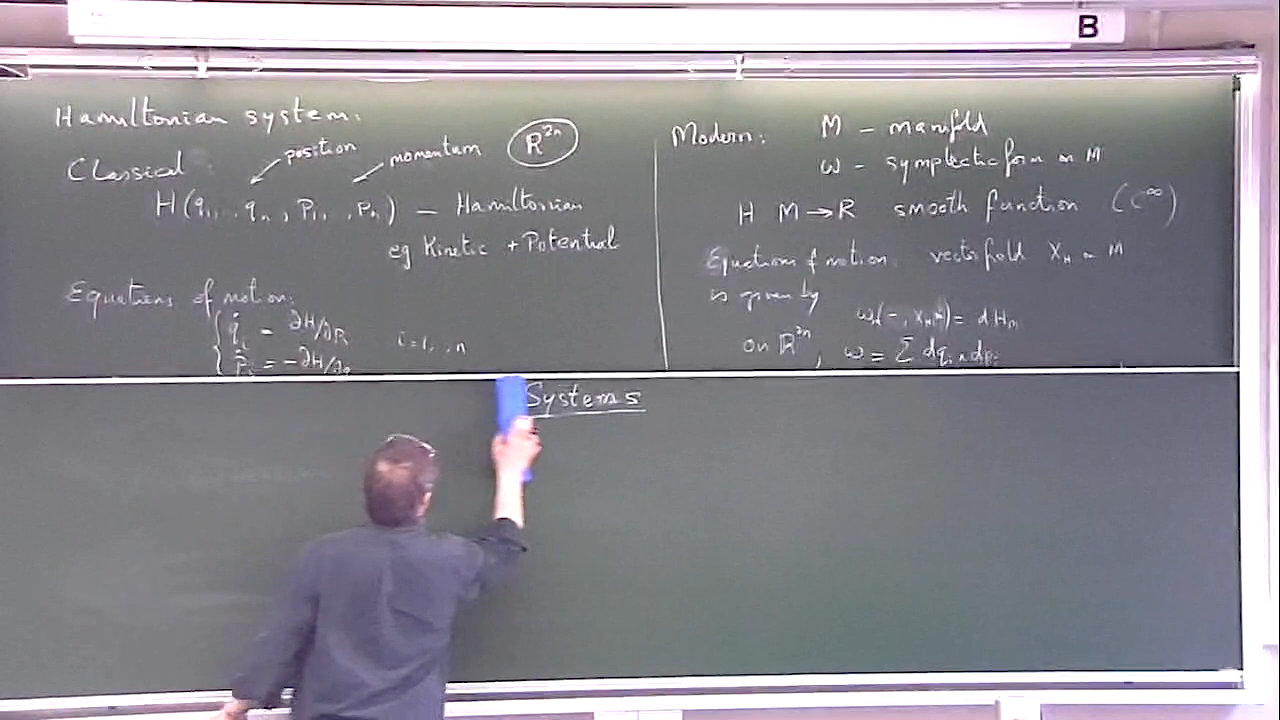 B
Hamiltonian system:
Classical:
position
momentum
ℝ²ⁿ
H(q₁,..qₙ, p₁,..,pₙ) — Hamiltonian
eg Kinetic + Potential
Equations of motion:
q̇ᵢ = ∂H/∂pᵢ
ṗᵢ = -∂H/∂q
i=1,..,n
Modern: M – manifold
ω – symplectic form on M
H M→ℝ smooth function (C^∞)
Equations of motion: vector field X_H on M
is given by
ωₘ(–, X_H(m)) = dHₘ
on ℝ²ⁿ, ω = Σ dqᵢ∧dpᵢ
Systems